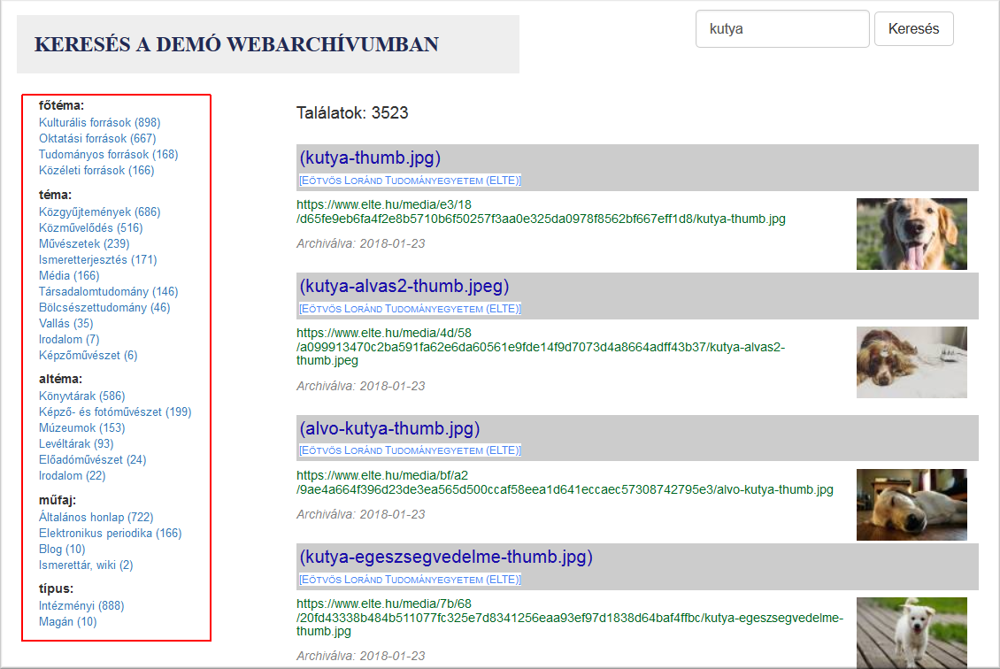 KERESÉS A DEMÓ WEBARCHÍVUMBAN
kutya
Keresés
főtéma:
Kulturális források (898)
Oktatási források (667)
Tudományos források (168)
Közéleti források (166)
téma:
Közgyűjtemények (686)
Közművelődés (516)
Művészetek (239)
Ismeretterjesztés (171)
Média (166)
Társadalomtudomány (146)
Bölcsészettudomány (46)
Vallás (35)
Irodalom (7)
Képzőművészet (6)
altéma:
Könyvtárak (586)
Képző- és fotóművészet (199)
Múzeumok (153)
Levéltárak (93)
Előadóművészet (24)
Irodalom (22)
műfaj:
Általános honlap (722)
Elektronikus periodika (166)
Blog (10)
Ismerettár, wiki (2)
típus:
Intézményi (888)
Magán (10)
Találatok: 3523
(kutya-thumb.jpg)
[Eötvös Loránd Tudományegyetem (ELTE)]
https://www.elte.hu/media/e3/18
/d65fe9eb6fa4f2e8b5710b6f50257f3aa0e325da0978f8562bf667eff1d8/kutya-thumb.jpg
Archiválva: 2018-01-23
(kutya-alvas2-thumb.jpeg)
[Eötvös Loránd Tudományegyetem (ELTE)]
https://www.elte.hu/media/4d/58
/a099913470c2ba591fa62e6da60561e9fde14f9d7073d4a8664adff43b37/kutya-alvas2-
thumb.jpeg
Archiválva: 2018-01-23
(alvo-kutya-thumb.jpg)
[Eötvös Loránd Tudományegyetem (ELTE)]
https://www.elte.hu/media/bf/a2
/9ae4a664f396d23de3ea565d500ccaf58eea1d641eccaec57308742795e3/alvo-kutya-thumb.jpg
Archiválva: 2018-01-23
(kutya-egeszsegvedelme-thumb.jpg)
[Eötvös Loránd Tudományegyetem (ELTE)]
https://www.elte.hu/media/7b/68
/20fd43338b484b511077fc325e7d8341256eaa93ef97d1838d64baf4ffbc/kutya-egeszsegvedelme-
thumb.jpg
Archiválva: 2018-01-23